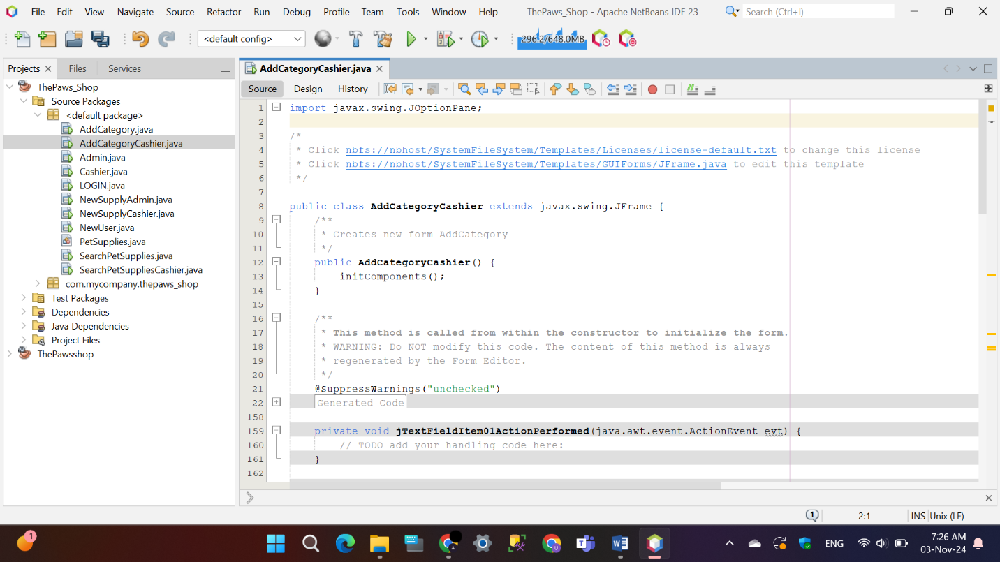 File Edit View Navigate Source Refactor Run Debug Profile Team Tools Window Help ThePaws_Shop - Apache NetBeans IDE 23 Search (Ctrl+I)
<default config> 296.2/648.0MB
Projects Files Services
AddCategoryCashier.java
ThePaws_Shop
Source Packages
<default package>
AddCategory.java
AddCategoryCashier.java
Admin.java
Cashier.java
LOGIN.java
NewSupplyAdmin.java
NewSupplyCashier.java
NewUser.java
PetSupplies.java
SearchPetSupplies.java
SearchPetSuppliesCashier.java
com.mycompany.thepaws_shop
Test Packages
Dependencies
Java Dependencies
Project Files
ThePawsshop
Source Design History
1 import javax.swing.JOptionPane;
2
3 /*
4 * Click nbfs://nbhost/SystemFileSystem/Templates/Licenses/license-default.txt to change this license
5 * Click nbfs://nbhost/SystemFileSystem/Templates/GUIForms/JFrame.java to edit this template
6 */
7
8 public class AddCategoryCashier extends javax.swing.JFrame {
9 /**
10 * Creates new form AddCategory
11 */
12 public AddCategoryCashier() {
13 initComponents();
14 }
15
16 /**
17 * This method is called from within the constructor to initialize the form.
18 * WARNING: Do NOT modify this code. The content of this method is always
19 * regenerated by the Form Editor.
20 */
21 @SuppressWarnings("unchecked")
22 Generated Code
158
159 private void jTextFieldItem01ActionPerformed(java.awt.event.ActionEvent evt) {
160 // TODO add your handling code here:
161 }
162
1 2:1 INS Unix (LF)
1 ENG 7:26 AM
03-Nov-24